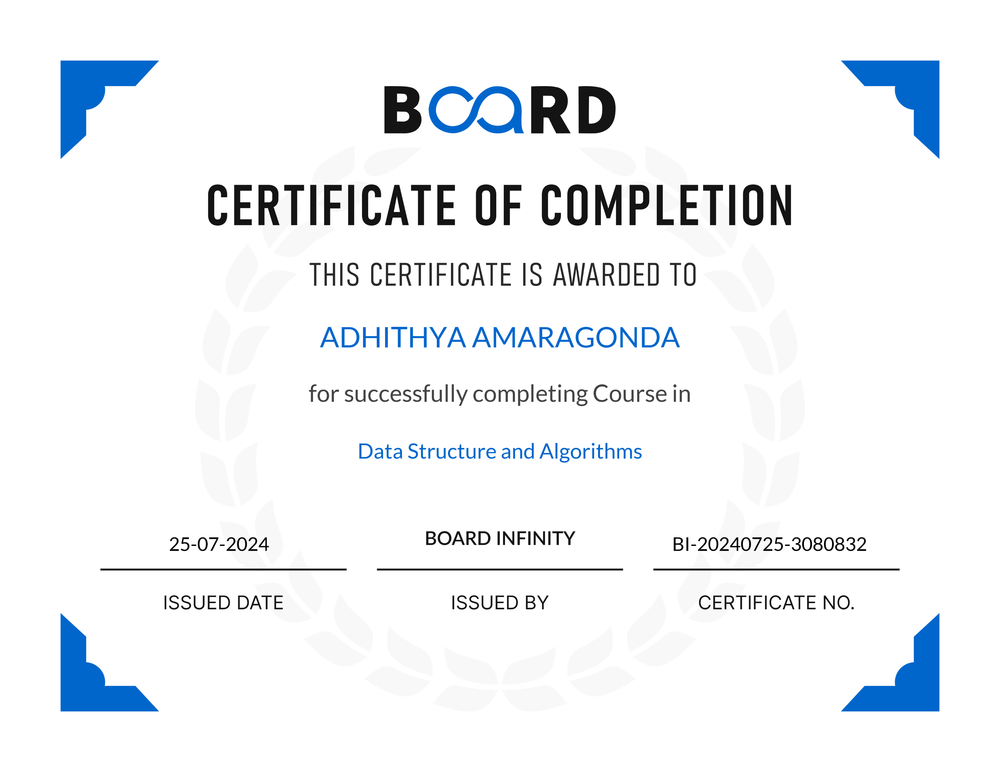 BOARD
CERTIFICATE OF COMPLETION
THIS CERTIFICATE IS AWARDED TO
ADHITHYA AMARAGONDA
for successfully completing Course in
Data Structure and Algorithms
25-07-2024
BOARD INFINITY
BI-20240725-3080832
ISSUED DATE
ISSUED BY
CERTIFICATE NO.